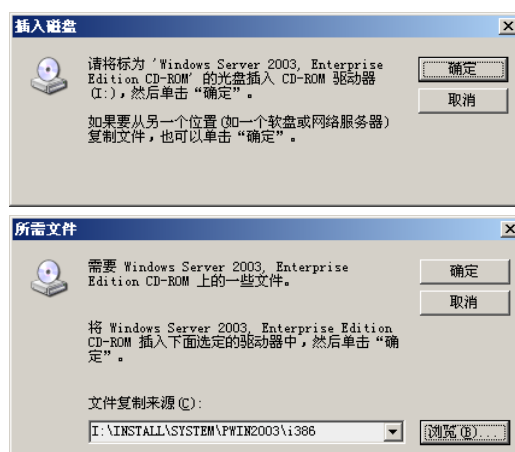 插入磁盘
请将标为 'Windows Server 2003, Enterprise
Edition CD-ROM' 的光盘插入 CD-ROM 驱动器
(I:)，然后单击“确定”。
确定
取消
如果要从另一个位置(如一个软盘或网络服务器)
复制文件，也可以单击“确定”。
所需文件
需要 Windows Server 2003, Enterprise
Edition CD-ROM 上的一些文件。
确定
取消
将 Windows Server 2003, Enterprise Edition
CD-ROM 插入下面选定的驱动器中，然后单击“确
定”。
文件复制来源(C):
I:\INSTALL\SYSTEM\PWIN2003\i386
浏览(B)...